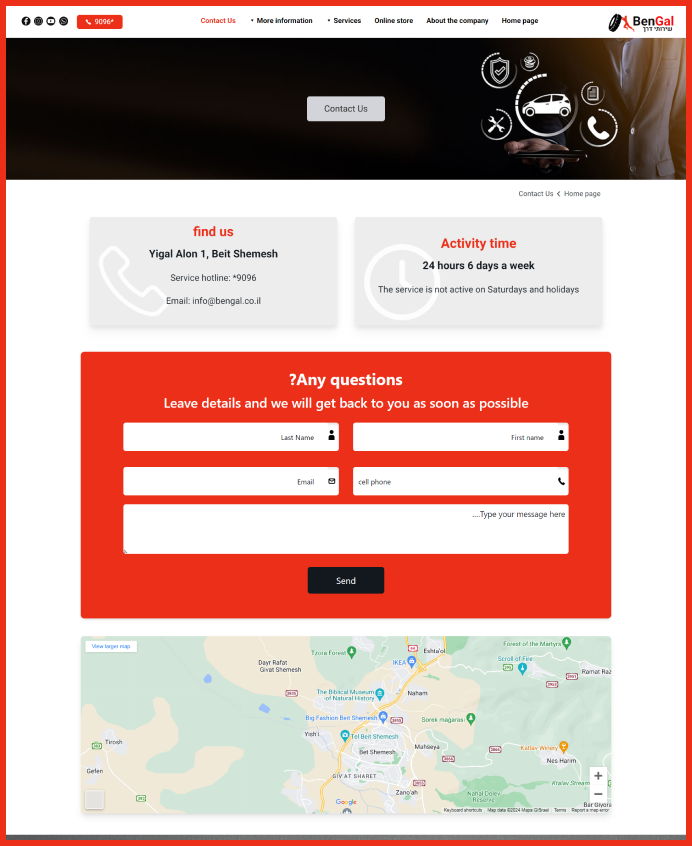 9096*
Contact Us
More information
Services
Online store
About the company
Home page
BenGal
שירותי דרך
Contact Us
Contact Us
Home page
find us
Yigal Alon 1, Beit Shemesh
Service hotline: *9096
Email: info@bengal.co.il
Activity time
24 hours 6 days a week
The service is not active on Saturdays and holidays
?Any questions
Leave details and we will get back to you as soon as possible
Last Name
First name
Email
cell phone
....Type your message here
Send
View larger map
Tzora Forest
Eshta'ol
Forest of the Martyrs
Dayr Rafat
Givat Shemesh
IKEA
Scroll of Fire
Ramat Raz
The Biblical Museum
of Natural History
Naham
Big Fashion Beit Shemesh
Sorek magarasi
Yish'i
Tel Beit Shemesh
Tirosh
Beit Shemesh
Mahseya
Katlav Winery
Nes Harim
Gefen
GIV'AT SHARET
Zano'ah
Nahal Dolev
Reserve
Atalav Stream
Bar Giyora
Google
Keyboard shortcuts
Map data ©2024 Mapa GISrael
Terms
Report a map error